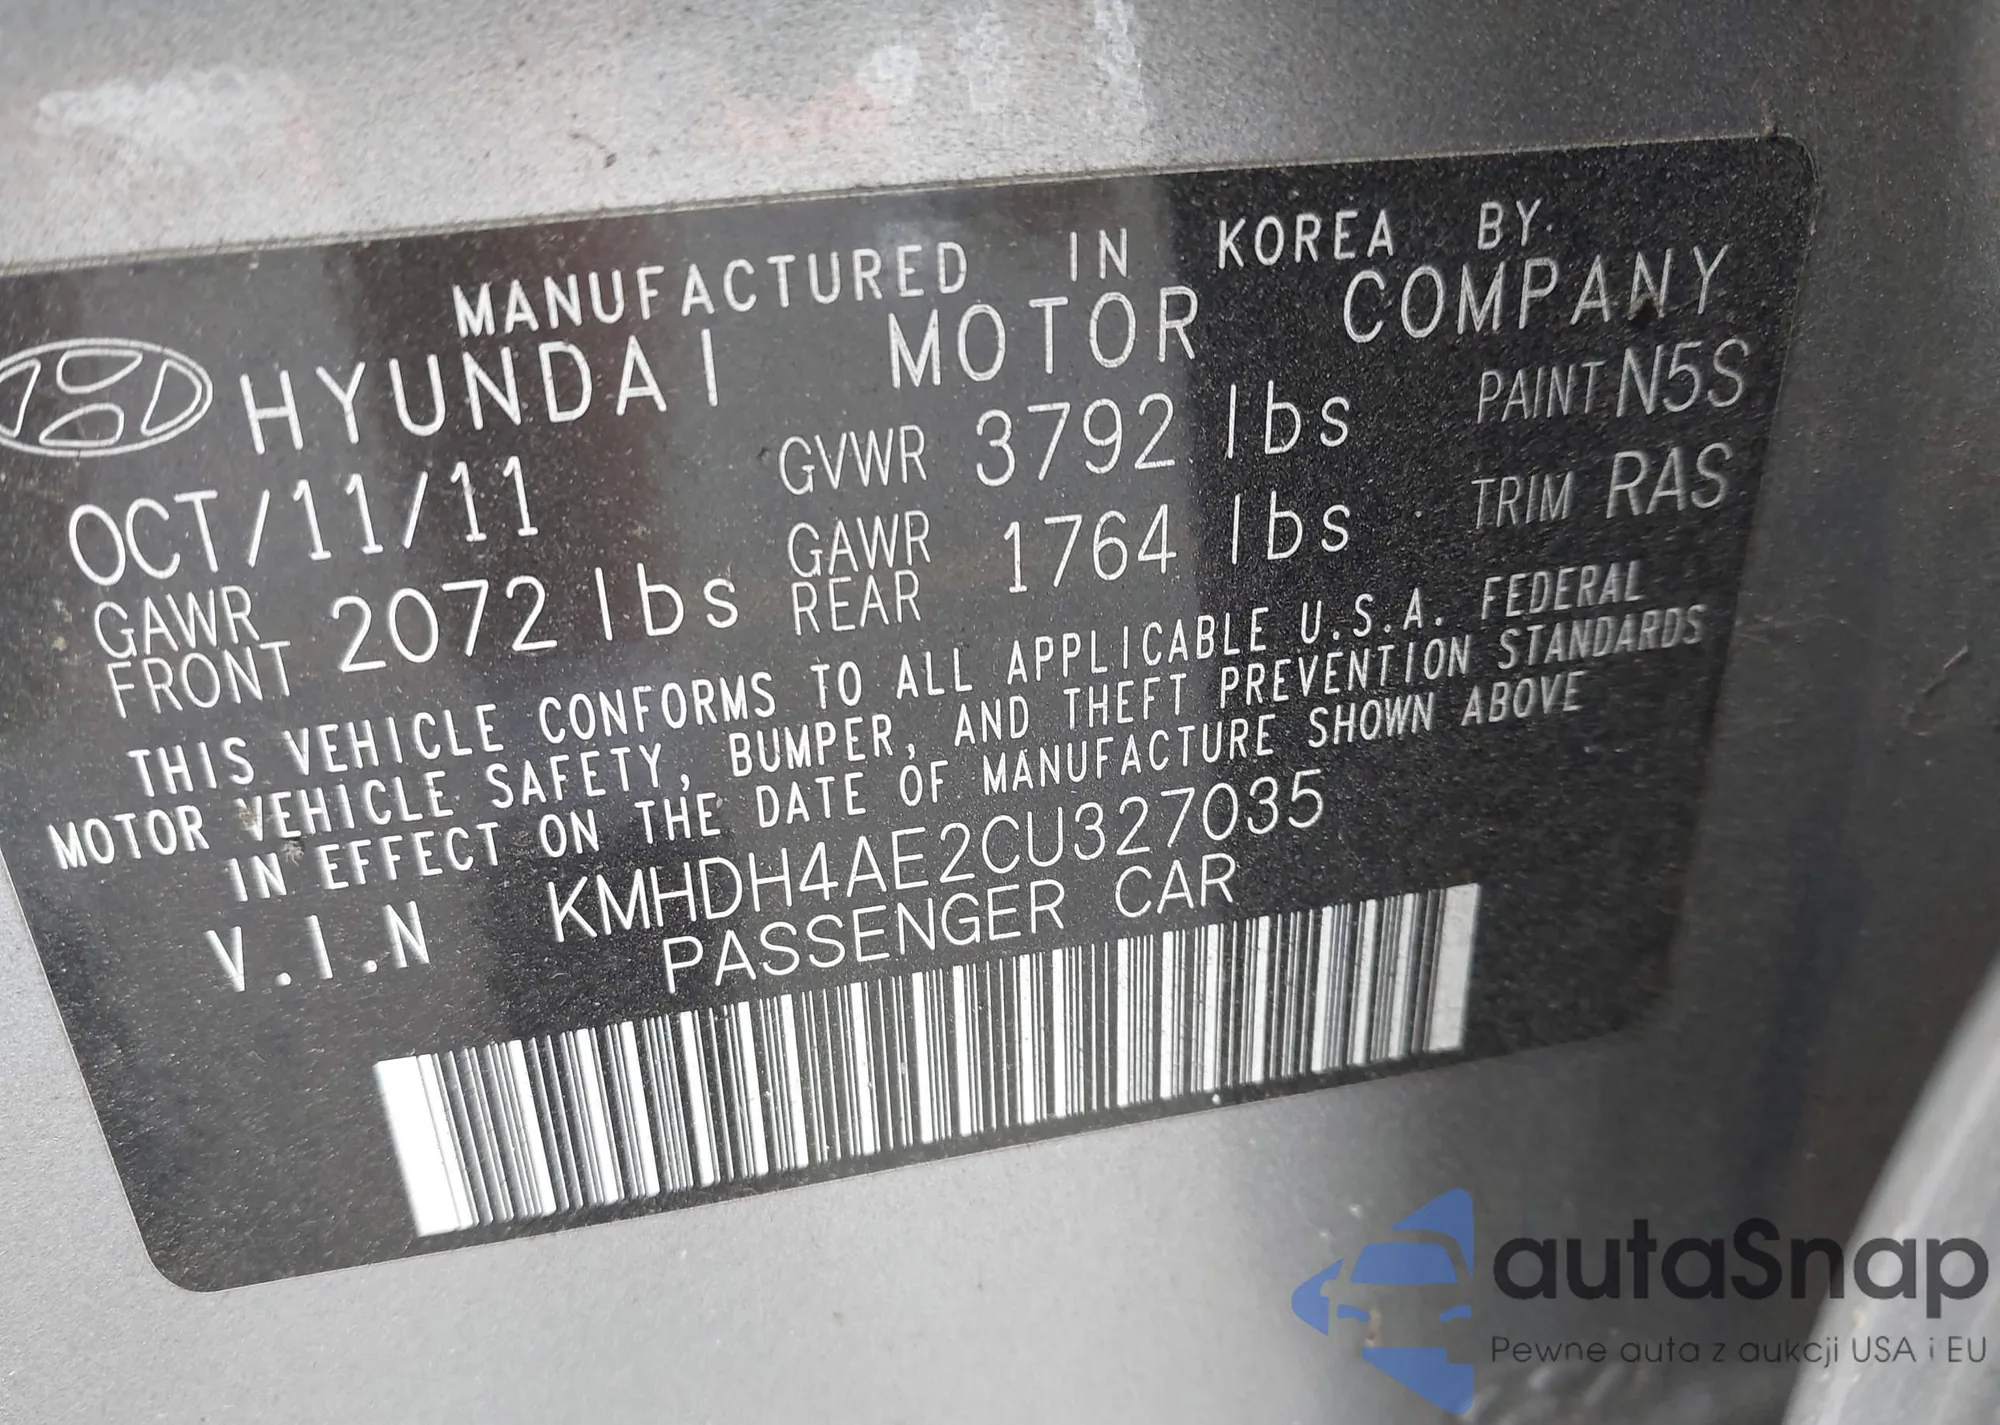 MANUFACTURED IN KOREA BY.
HYUNDAI MOTOR COMPANY
OCT/11/11 GVWR 3792 lbs PAINT N5S
GAWR FRONT 2072 lbs GAWR REAR 1764 lbs TRIM RAS
THIS VEHICLE CONFORMS TO ALL APPLICABLE U.S.A. FEDERAL
MOTOR VEHICLE SAFETY, BUMPER, AND THEFT PREVENTION STANDARDS
IN EFFECT ON THE DATE OF MANUFACTURE SHOWN ABOVE
V.I.N KMHDH4AE2CU327035
PASSENGER CAR
autaSnap
Pewne auta z aukcji USA i EU